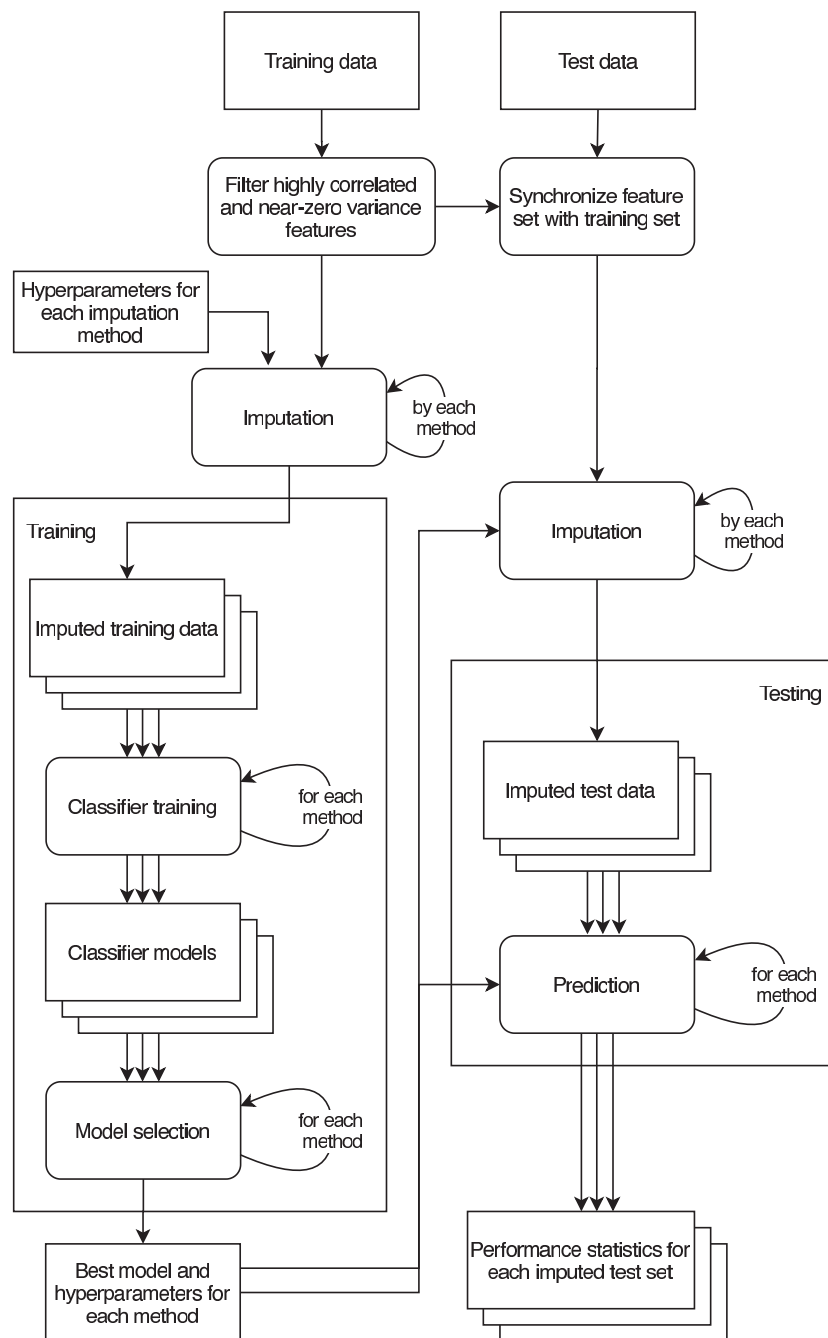 Training data
Test data
Filter highly correlated
and near-zero variance
features
Synchronize feature
set with training set
Hyperparameters for
each imputation
method
Imputation
by each
method
Imputation
by each
method
Training
Imputed training data
Classifier training
for each
method
Classifier models
Model selection
for each
method
Best model and
hyperparameters for
each method
Testing
Imputed test data
Prediction
for each
method
Performance statistics for
each imputed test set